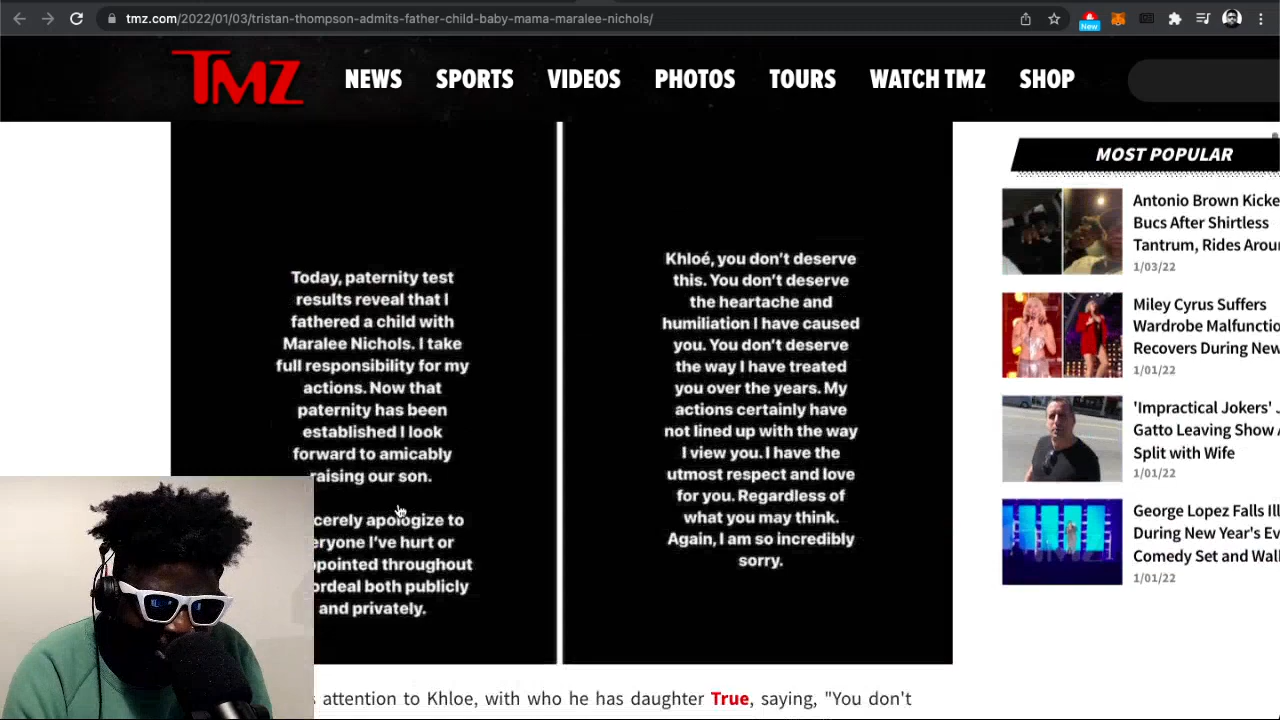 tmz.com/2022/01/03/tristan-thompson-admits-father-child-baby-mama-maralee-nichols/
New
TMZ
NEWS SPORTS VIDEOS PHOTOS TOURS WATCH TMZ SHOP
Today, paternity test
results reveal that I
fathered a child with
Maralee Nichols. I take
full responsibility for my
actions. Now that
paternity has been
established I look
forward to amicably
raising our son.
cerely apologize to
eryone I've hurt or
ppointed throughout
ordeal both publicly
and privately.
Khloé, you don't deserve
this. You don't deserve
the heartache and
humiliation I have caused
you. You don't deserve
the way I have treated
you over the years. My
actions certainly have
not lined up with the way
I view you. I have the
utmost respect and love
for you. Regardless of
what you may think.
Again, I am so incredibly
sorry.
s attention to Khloe, with who he has daughter True, saying, "You don't
MOST POPULAR
Antonio Brown Kicke
Bucs After Shirtless
Tantrum, Rides Arou
1/03/22
Miley Cyrus Suffers
Wardrobe Malfunctio
Recovers During New
1/01/22
'Impractical Jokers' J
Gatto Leaving Show A
Split with Wife
1/01/22
George Lopez Falls Ill
During New Year's Ev
Comedy Set and Wal
1/01/22